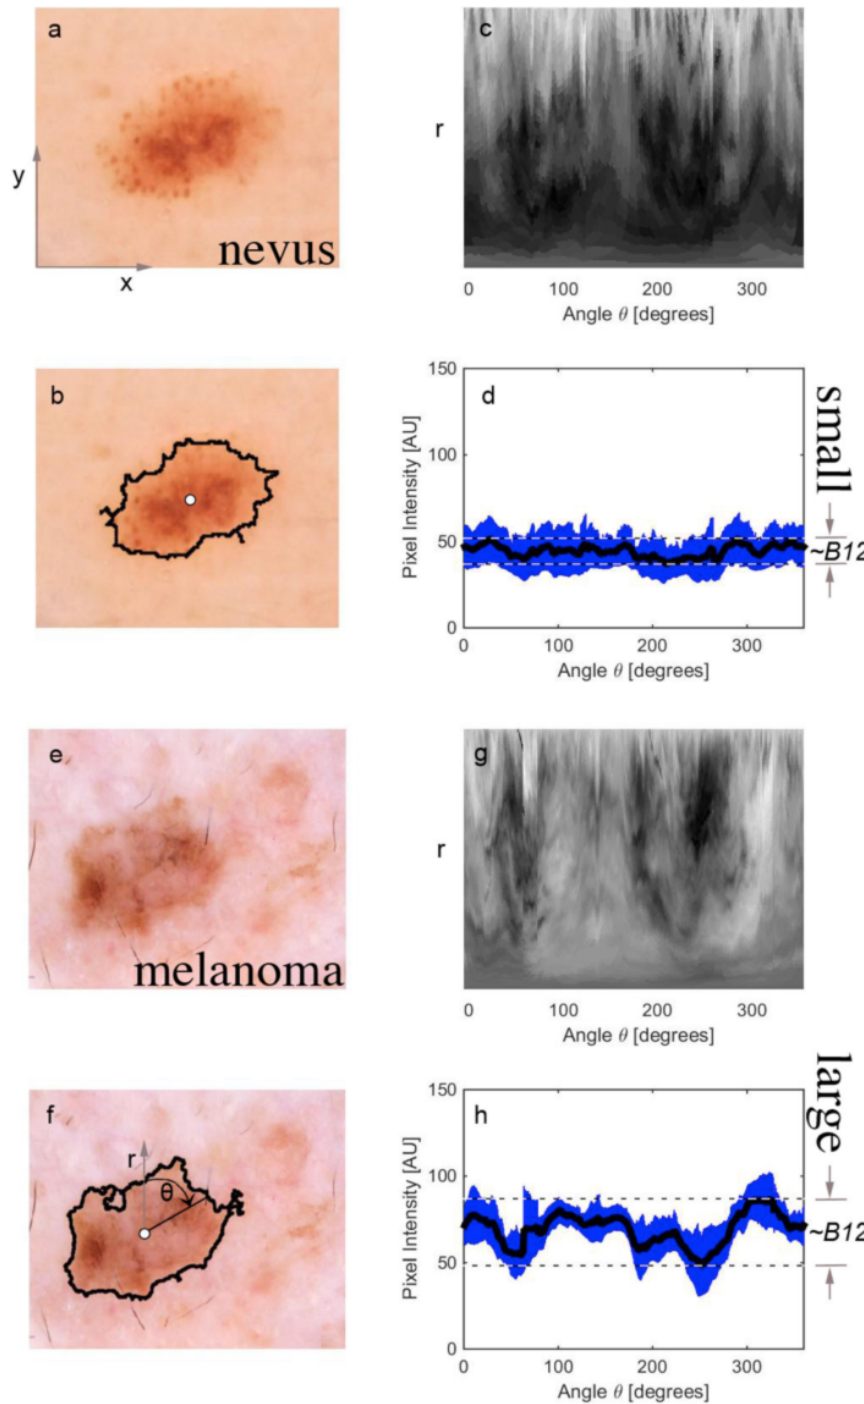 a
y
x
nevus
c
r
0 100 200 300
Angle θ [degrees]
b
d
150
100
50
0
Pixel Intensity [AU]
0 100 200 300
Angle θ [degrees]
small
~B12
e
melanoma
g
r
0 100 200 300
Angle θ [degrees]
f
r
θ
h
150
100
50
0
Pixel Intensity [AU]
0 100 200 300
Angle θ [degrees]
large
~B12